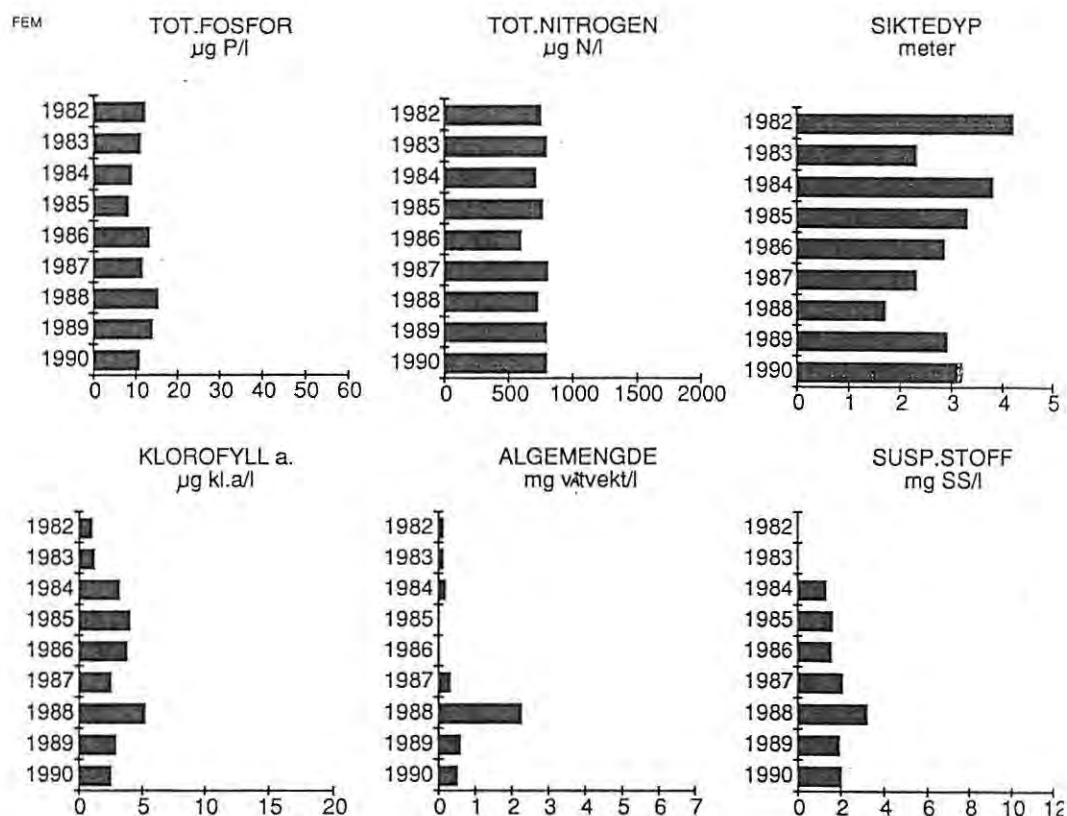 FEM
TOT.FOSFOR
µg P/l
1982
1983
1984
1985
1986
1987
1988
1989
1990
0 10 20 30 40 50 60
TOT.NITROGEN
µg N/l
1982
1983
1984
1985
1986
1987
1988
1989
1990
0 500 1000 1500 2000
SIKTEDYP
meter
1982
1983
1984
1985
1986
1987
1988
1989
1990
0 1 2 3 4 5
KLOROFYLL a.
µg kl.a/l
1982
1983
1984
1985
1986
1987
1988
1989
1990
0 5 10 15 20
ALGEMENGDE
mg våtvekt/l
1982
1983
1984
1985
1986
1987
1988
1989
1990
0 1 2 3 4 5 6 7
SUSP.STOFF
mg SS/l
1982
1983
1984
1985
1986
1987
1988
1989
1990
0 2 4 6 8 10 12